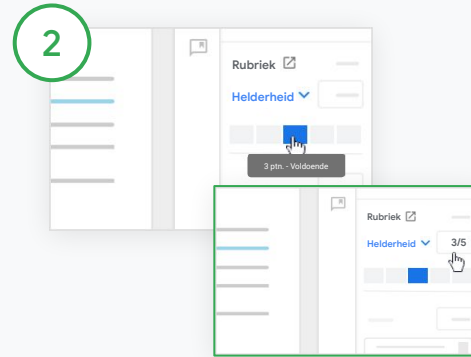 2
Rubriek
Helderheid
3 ptn. - Voldoende
Rubriek
Helderheid
3/5